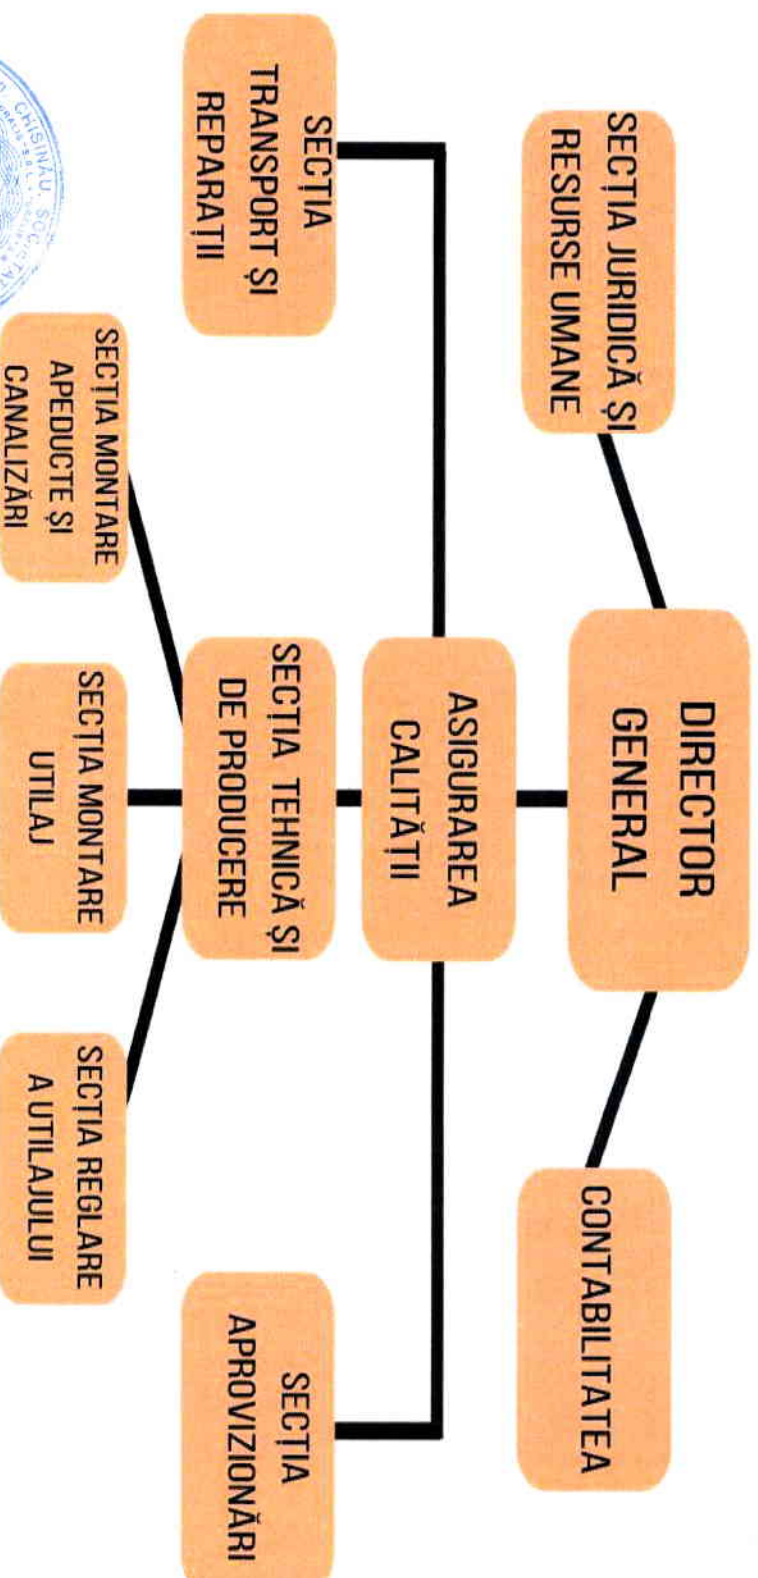 DIRECTOR
GENERAL
SECȚIA JURIDICĂ ȘI
RESURSE UMANE
CONTABILITATEA
ASIGURAREA
CALITĂȚII
SECȚIA
TRANSPORT ȘI
REPARAȚII
SECȚIA TEHNICĂ ȘI
DE PRODUCERE
SECȚIA
APROVIZIONĂRI
SECȚIA MONTARE
APEDUCTE ȘI
CANALIZĂRI
SECȚIA MONTARE
UTILAJ
SECȚIA REGLARE
A UTILAJULUI
CHIȘINĂU